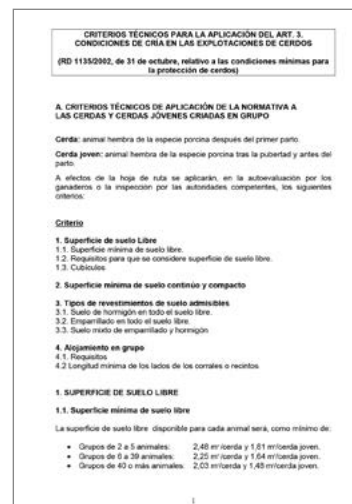 CRITERIOS TÉCNICOS PARA LA APLICACIÓN DEL ART. 3.
CONDICIONES DE CRÍA EN LAS EXPLOTACIONES DE CERDOS
(RD 1135/2002, de 31 de octubre, relativo a las condiciones mínimas para
la protección de cerdos)
A. CRITERIOS TÉCNICOS DE APLICACIÓN DE LA NORMATIVA A
LAS CERDAS Y CERDAS JÓVENES CRIADAS EN GRUPO
Cerda: animal hembra de la especie porcina después del primer parto.
Cerda joven: animal hembra de la especie porcina tras la pubertad y antes del
parto.
A efectos de la hoja de ruta se aplicarán, en la autoevaluación por los
ganaderos o la inspección por las autoridades competentes, los siguientes
criterios:
Criterio
1. Superficie de suelo Libre
1.1. Superficie mínima de suelo libre.
1.2. Requisitos para que se considere superficie de suelo libre.
1.3. Cubículos
2. Superficie mínima de suelo contínuo y compacto
3. Tipos de revestimientos de suelo admisibles
3.1. Suelo de hormigón en todo el suelo libre.
3.2. Emparrillado en todo el suelo libre.
3.3. Suelo mixto de emparrillado y hormigón
4. Alojamiento en grupo
4.1. Requisitos
4.2 Longitud mínima de los lados de los corrales o recintos
1. SUPERFICIE DE SUELO LIBRE
1.1. Superficie mínima de suelo libre
La superficie de suelo libre disponible para cada animal será, como mínimo de:
• Grupos de 2 a 5 animales: 2,48 m²/cerda y 1,81 m²/cerda joven.
• Grupos de 6 a 39 animales: 2,25 m²/cerda y 1,64 m²/cerda joven.
• Grupos de 40 o más animales: 2,03 m²/cerda y 1,48 m²/cerda joven.
1